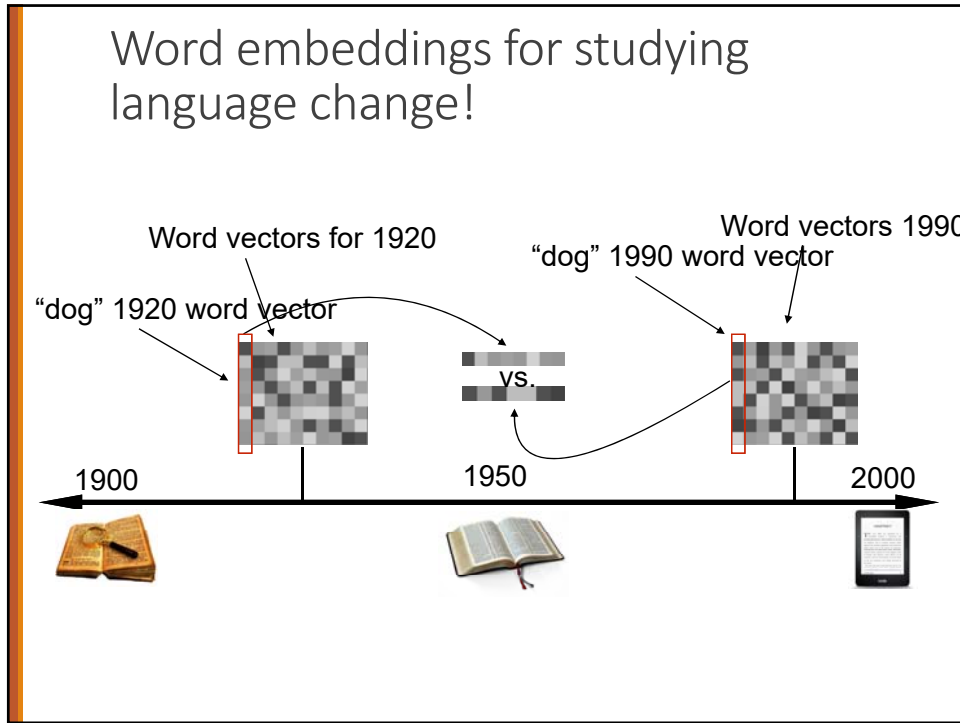 Word embeddings for studying
language change!
Word vectors for 1920
"dog" 1920 word vector
Word vectors 1990
“dog” 1990 word vector
vs.
1900
1950
2000